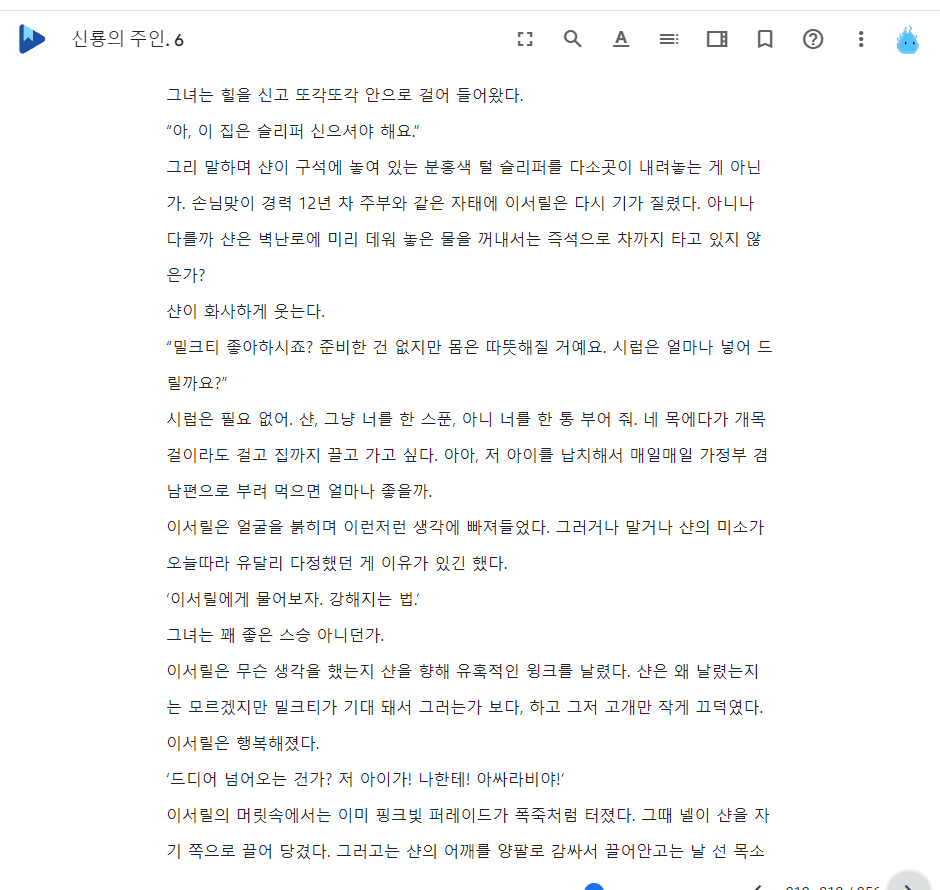 신룡의 주인. 6
그녀는 힐을 신고 또각또각 안으로 걸어 들어왔다.
“아, 이 집은 슬리퍼 신으셔야 해요.”
그리 말하며 샨이 구석에 놓여 있는 분홍색 털 슬리퍼를 다소곳이 내려놓는 게 아닌
가. 손님맞이 경력 12년 차 주부와 같은 자태에 이서릴은 다시 기가 질렸다. 아니나
다를까 샨은 벽난로에 미리 데워 놓은 물을 꺼내서는 즉석으로 차까지 타고 있지 않
은가?
샨이 화사하게 웃는다.
“밀크티 좋아하시죠? 준비한 건 없지만 몸은 따뜻해질 거예요. 시럽은 얼마나 넣어 드
릴까요?”
시럽은 필요 없어. 샨, 그냥 너를 한 스푼, 아니 너를 한 통 부어 줘. 네 목에다가 개목
걸이라도 걸고 집까지 끌고 가고 싶다. 아아, 저 아이를 납치해서 매일매일 가정부 겸
남편으로 부려 먹으면 얼마나 좋을까.
이서릴은 얼굴을 붉히며 이런저런 생각에 빠져들었다. 그러거나 말거나 샨의 미소가
오늘따라 유달리 다정했던 게 이유가 있긴 했다.
‘이서릴에게 물어보자. 강해지는 법.’
그녀는 꽤 좋은 스승 아니던가.
이서릴은 무슨 생각을 했는지 샨을 향해 유혹적인 윙크를 날렸다. 샨은 왜 날렸는지
는 모르겠지만 밀크티가 기대 돼서 그러는가 보다, 하고 그저 고개만 작게 끄덕였다.
이서릴은 행복해졌다.
‘드디어 넘어오는 건가? 저 아이가! 나한테! 아싸라비야!’
이서릴의 머릿속에서는 이미 핑크빛 퍼레이드가 폭죽처럼 터졌다. 그때 넬이 샨을 자
기 쪽으로 끌어 당겼다. 그러고는 샨의 어깨를 양팔로 감싸서 끌어안고는 날 선 목소